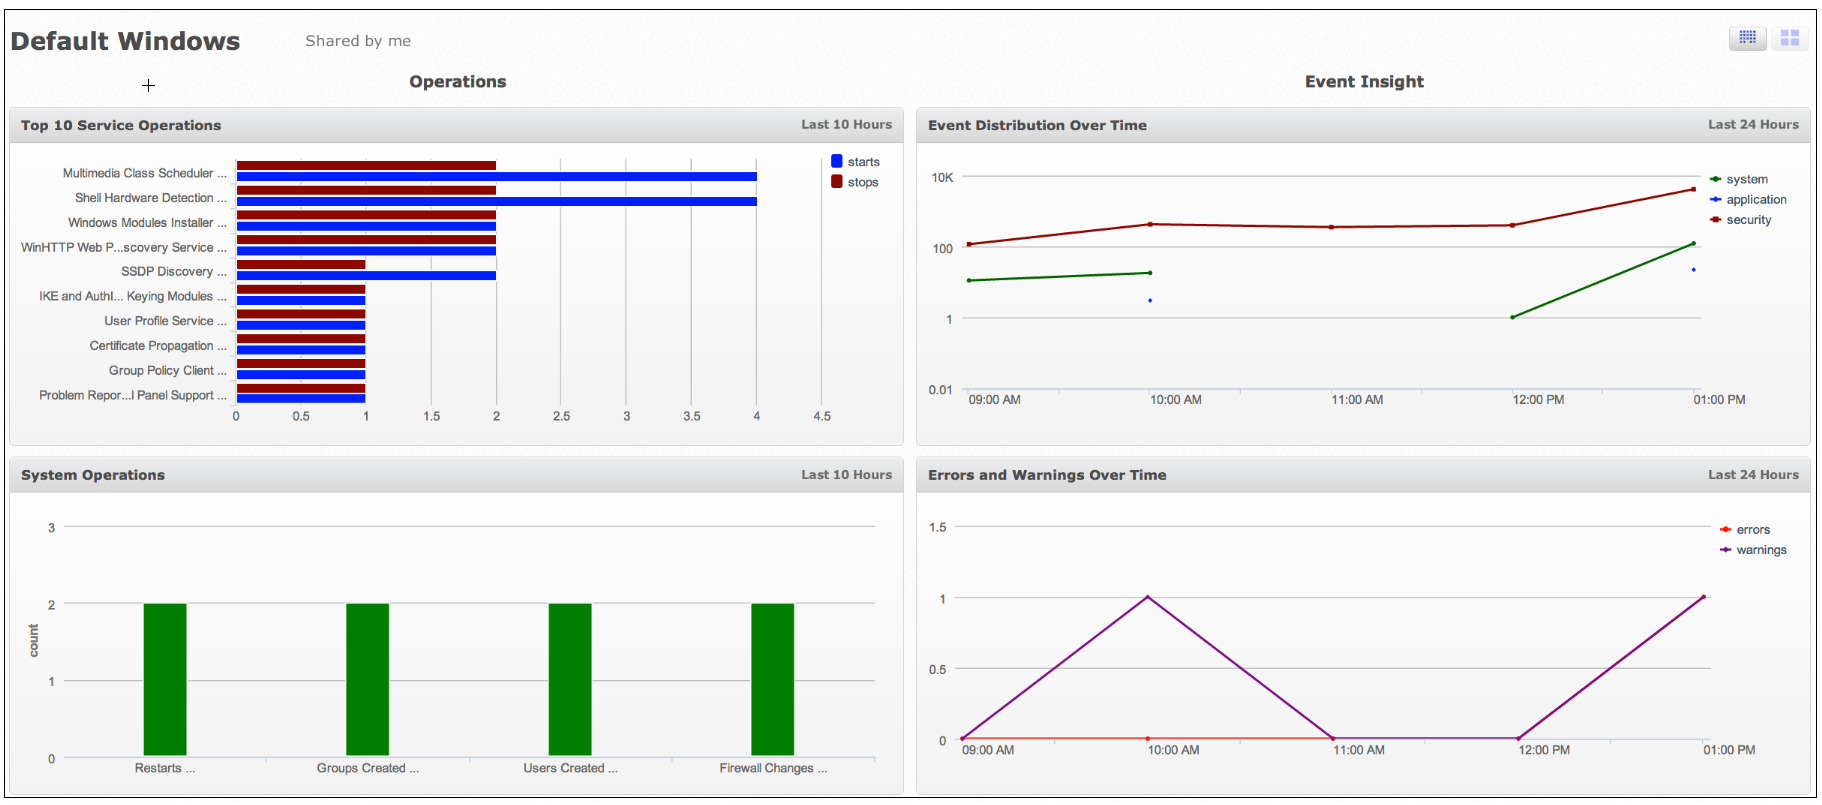 Default Windows
Shared by me
Operations
Event Insight
Top 10 Service Operations
Last 10 Hours
Multimedia Class Scheduler ...
Shell Hardware Detection ...
Windows Modules Installer ...
WinHTTP Web P...scovery Service ...
SSDP Discovery ...
IKE and AuthI... Keying Modules ...
User Profile Service ...
Certificate Propagation ...
Group Policy Client ...
Problem Repor...l Panel Support ...
0 0.5 1 1.5 2 2.5 3 3.5 4 4.5
starts
stops
Event Distribution Over Time
Last 24 Hours
10K
100
1
0.01
09:00 AM 10:00 AM 11:00 AM 12:00 PM 01:00 PM
system
application
security
System Operations
Last 10 Hours
count
3
2
1
0
Restarts ... Groups Created ... Users Created ... Firewall Changes ...
Errors and Warnings Over Time
Last 24 Hours
1.5
1
0.5
0
09:00 AM 10:00 AM 11:00 AM 12:00 PM 01:00 PM
errors
warnings